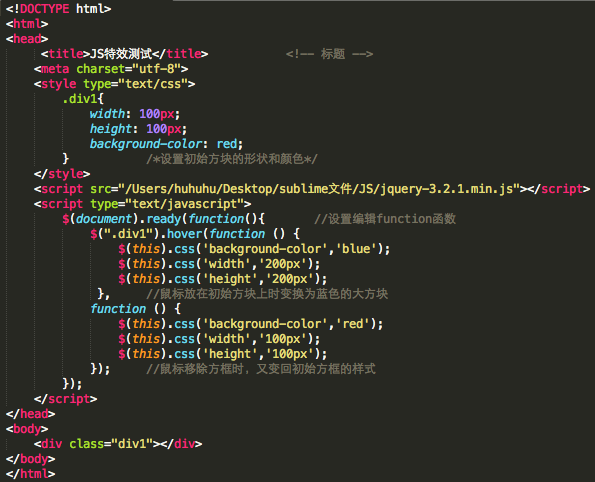 <!DOCTYPE html>
<html>
<head>
     <title>JS特效测试</title>           <!-- 标题 -->
    <meta charset="utf-8">
    <style type="text/css">
        .div1{
            width: 100px;
            height: 100px;
            background-color: red;
        }           /*设置初始方块的形状和颜色*/
    </style>
    <script src="/Users/huhuhu/Desktop/sublime文件/JS/jquery-3.2.1.min.js"></script>
    <script type="text/javascript">
        $(document).ready(function(){       //设置编辑function函数
            $(".div1").hover(function () {
                $(this).css('background-color','blue');
                $(this).css('width','200px');
                $(this).css('height','200px');
             },     //鼠标放在初始方块上时变换为蓝色的大方块
            function () {
                $(this).css('background-color','red');
                $(this).css('width','100px');
                $(this).css('height','100px');
            });     //鼠标移除方框时，又变回初始方框的样式
        });
    </script>
</head>
<body>
    <div class="div1"></div>
</body>
</html>